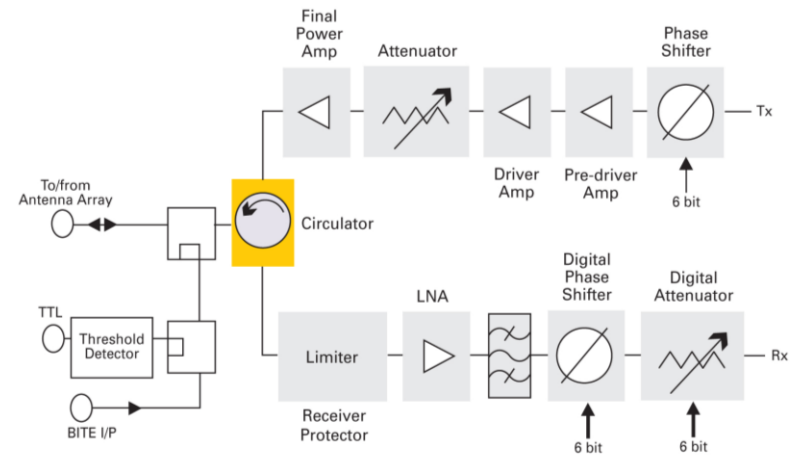 Final
Power
Amp
Attenuator
Phase
Shifter
Tx
Driver
Amp
Pre-driver
Amp
6 bit
To/from
Antenna Array
Circulator
TTL
Threshold
Detector
BITE I/P
Limiter
Receiver
Protector
LNA
Digital
Phase
Shifter
Digital
Attenuator
Rx
6 bit
6 bit